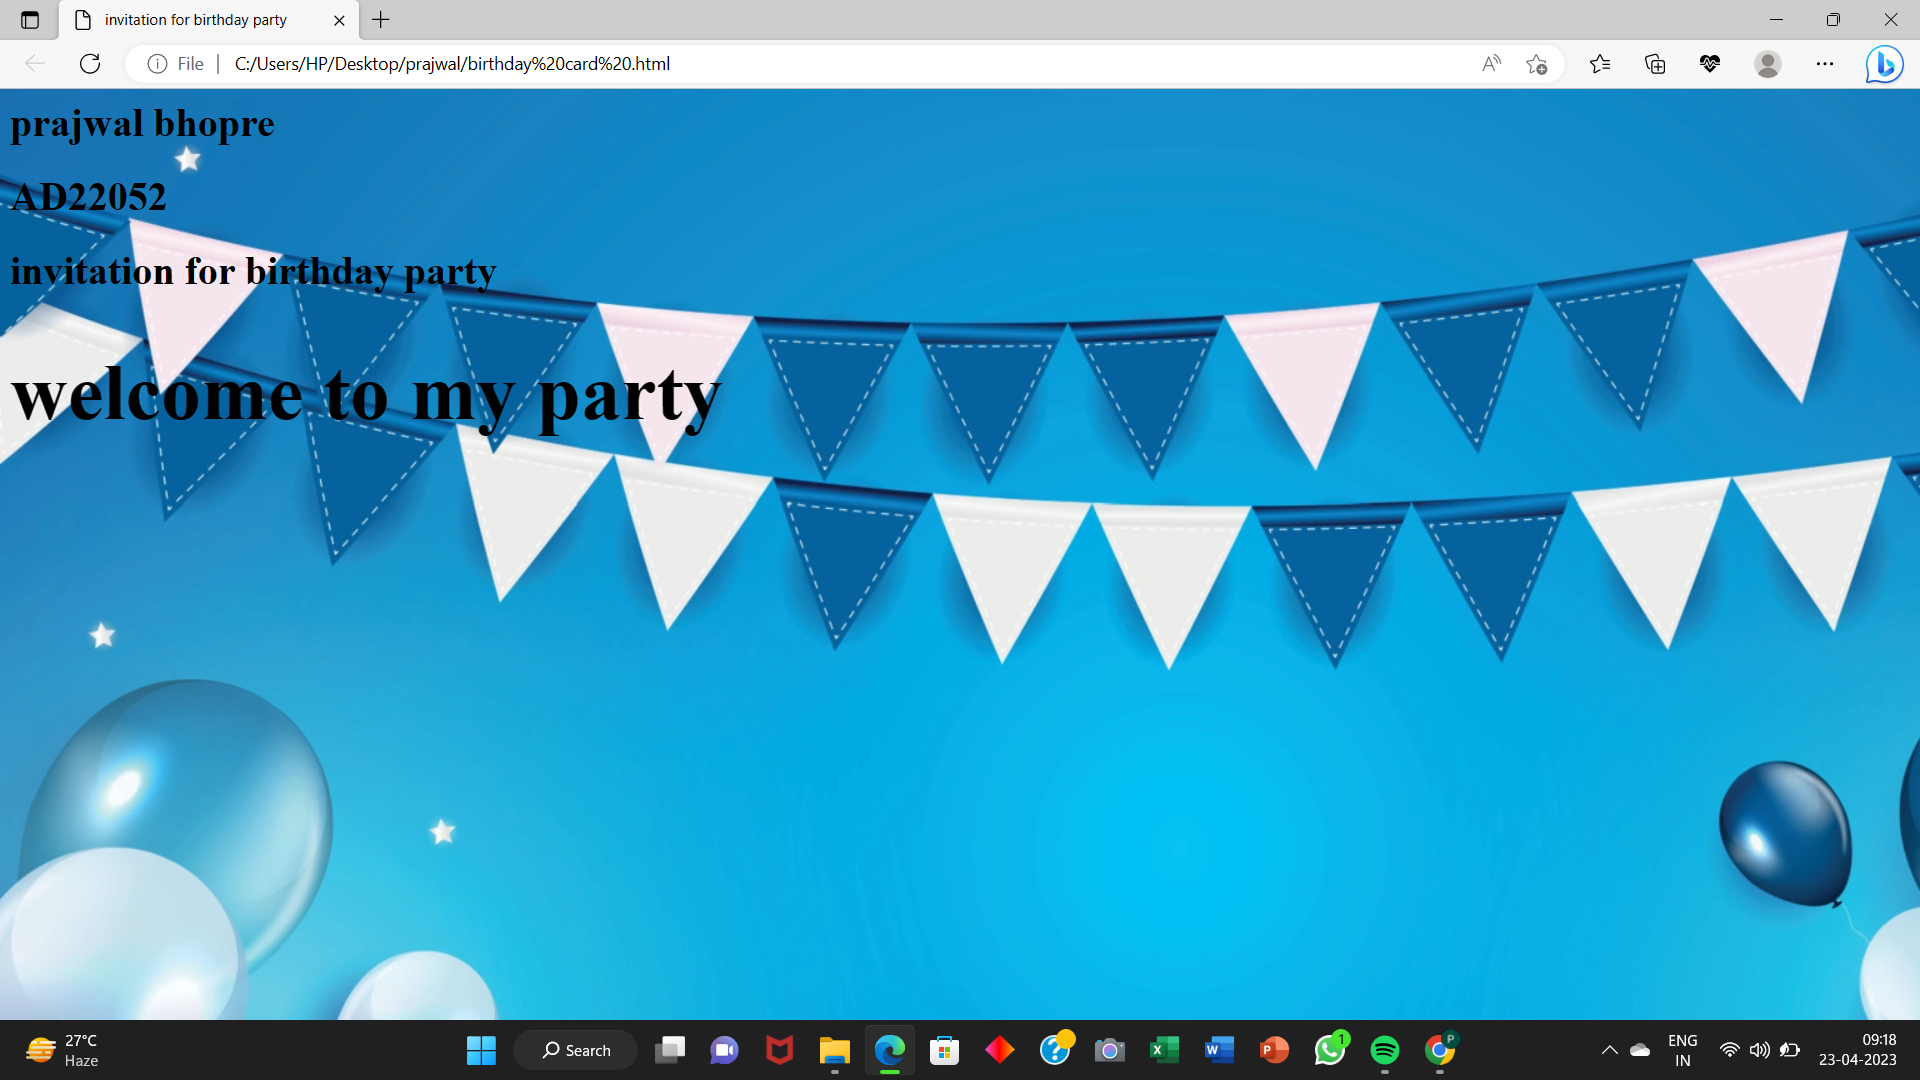 invitation for birthday party
File
C:/Users/HP/Desktop/prajwal/birthday%20card%20.html
prajwal bhopre
AD22052
invitation for birthday party
welcome to my party
27°C
Haze
Search
1
P
ENG
IN
09:18
23-04-2023